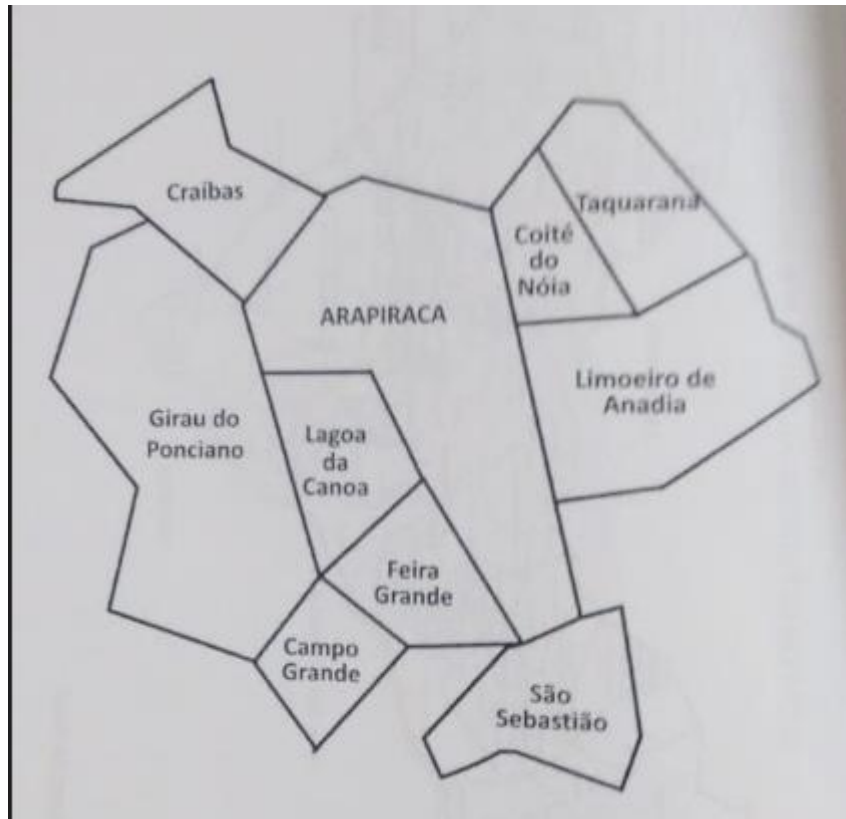 Craíbas
Taquarana
Coité
do
Nóia
ARAPIRACA
Limoeiro de
Anadia
Girau do
Ponciano
Lagoa
da
Canoa
Feira
Grande
Campo
Grande
São
Sebastião